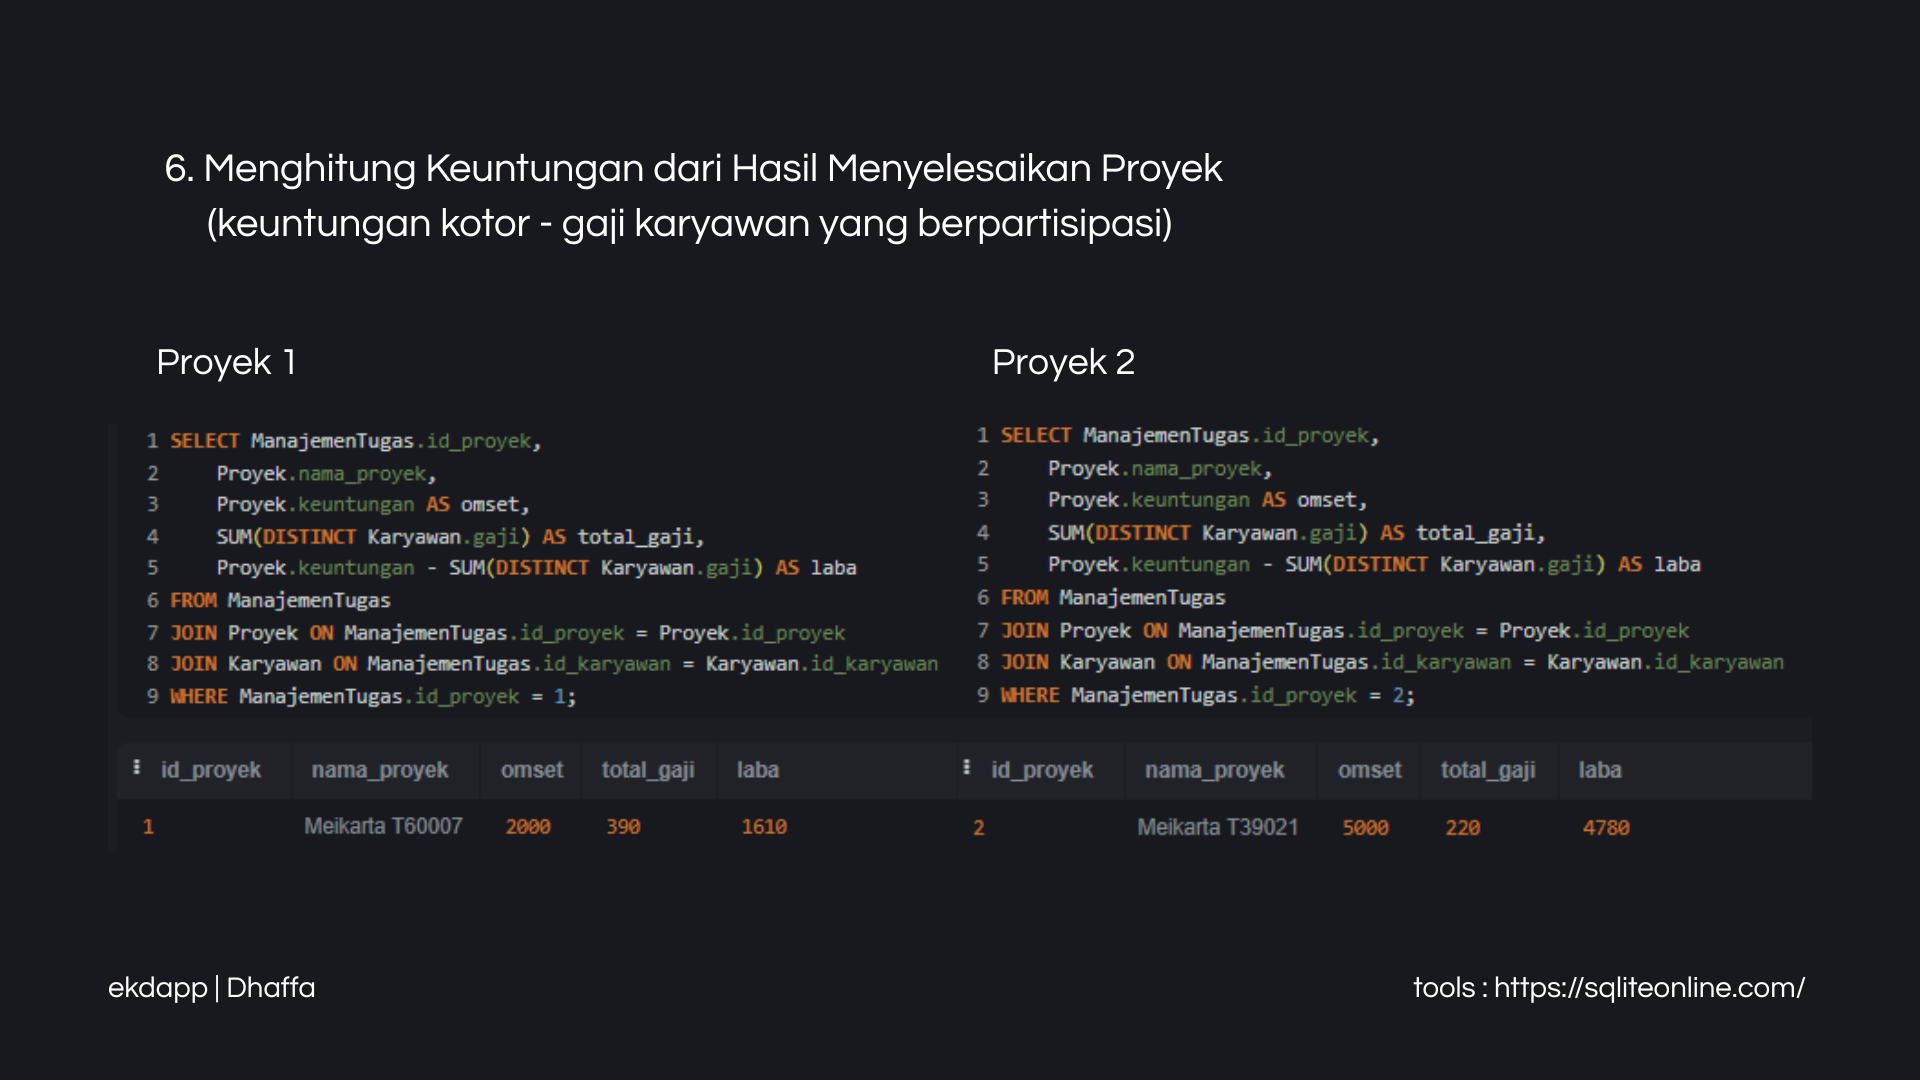 6. Menghitung Keuntungan dari Hasil Menyelesaikan Proyek
(keuntungan kotor - gaji karyawan yang berpartisipasi)
Proyek 1
1 SELECT ManajemenTugas.id_proyek,
2 Proyek.nama_proyek,
3 Proyek.keuntungan AS omset,
4 SUM(DISTINCT Karyawan.gaji) AS total_gaji,
5 Proyek.keuntungan - SUM(DISTINCT Karyawan.gaji) AS laba
6 FROM ManajemenTugas
7 JOIN Proyek ON ManajemenTugas.id_proyek = Proyek.id_proyek
8 JOIN Karyawan ON ManajemenTugas.id_karyawan = Karyawan.id_karyawan
9 WHERE ManajemenTugas.id_proyek = 1;
id_proyek nama_proyek omset total_gaji laba
1 Meikarta T60007 2000 390 1610
Proyek 2
1 SELECT ManajemenTugas.id_proyek,
2 Proyek.nama_proyek,
3 Proyek.keuntungan AS omset,
4 SUM(DISTINCT Karyawan.gaji) AS total_gaji,
5 Proyek.keuntungan - SUM(DISTINCT Karyawan.gaji) AS laba
6 FROM ManajemenTugas
7 JOIN Proyek ON ManajemenTugas.id_proyek = Proyek.id_proyek
8 JOIN Karyawan ON ManajemenTugas.id_karyawan = Karyawan.id_karyawan
9 WHERE ManajemenTugas.id_proyek = 2;
id_proyek nama_proyek omset total_gaji laba
2 Meikarta T39021 5000 220 4780
ekdapp | Dhaffa
tools : https://sqliteonline.com/